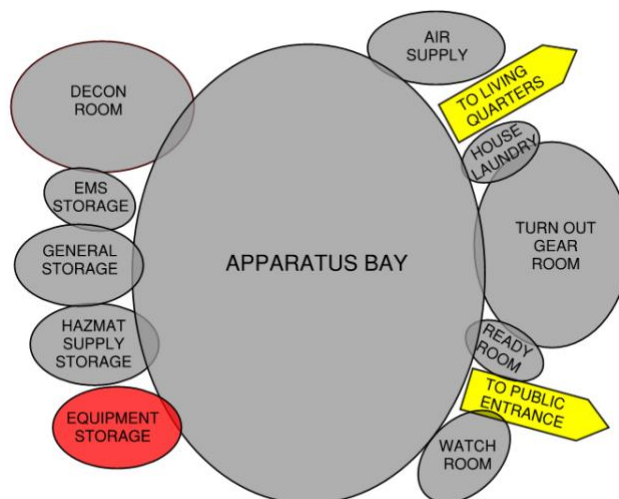 AIR
SUPPLY
TO LIVING
QUARTERS
DECON
ROOM
HOUSE
LAUNDRY
EMS
STORAGE
GENERAL
STORAGE
APPARATUS BAY
TURN OUT
GEAR
ROOM
HAZMAT
SUPPLY
STORAGE
READY
ROOM
TO PUBLIC
ENTRANCE
EQUIPMENT
STORAGE
WATCH
ROOM